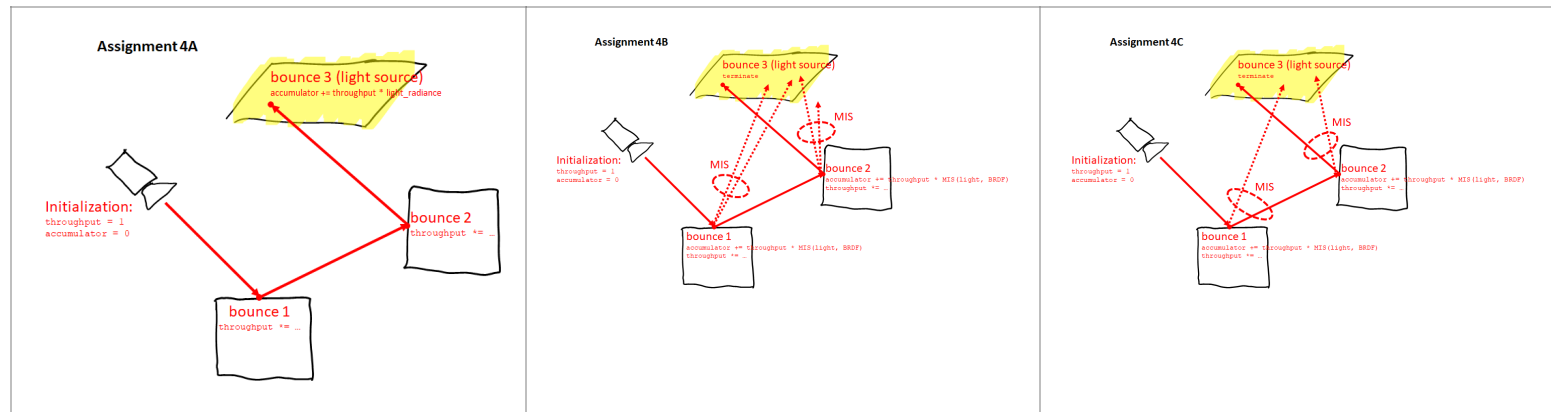 Assignment 4A
bounce 3 (light source)
accumulator += throughput * light_radiance
Initialization:
throughput = 1
accumulator = 0
bounce 2
throughput *= …
bounce 1
throughput *= …
Assignment 4B
bounce 3 (light source)
terminate
MIS
Initialization:
throughput = 1
accumulator = 0
MIS
bounce 2
accumulator += throughput * MIS(light, BRDF)
throughput *= …
bounce 1
accumulator += throughput * MIS(light, BRDF)
throughput *= …
Assignment 4C
bounce 3 (light source)
terminate
MIS
Initialization:
throughput = 1
accumulator = 0
bounce 2
accumulator += throughput * MIS(light, BRDF)
throughput *= …
MIS
bounce 1
accumulator += throughput * MIS(light, BRDF)
throughput *= …